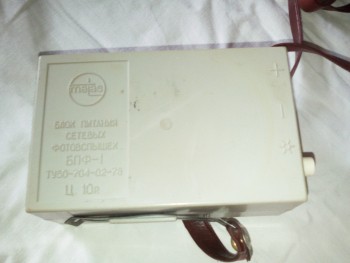 БЛОК ПИТАНИЯ
СЕТЕВЫХ
ФОТОВСПЫШЕК
БП-Ф-1
Ц. 10р.
+
−